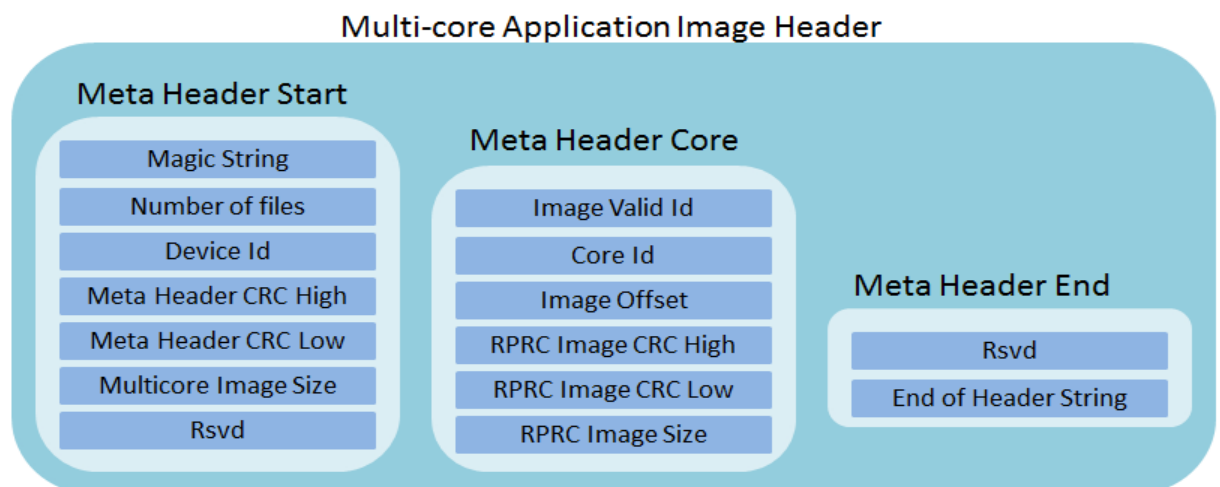 Multi-core Application Image Header
Meta Header Start
Magic String
Number of files
Device Id
Meta Header CRC High
Meta Header CRC Low
Multicore Image Size
Rsvd
Meta Header Core
Image Valid Id
Core Id
Image Offset
RPRC Image CRC High
RPRC Image CRC Low
RPRC Image Size
Meta Header End
Rsvd
End of Header String